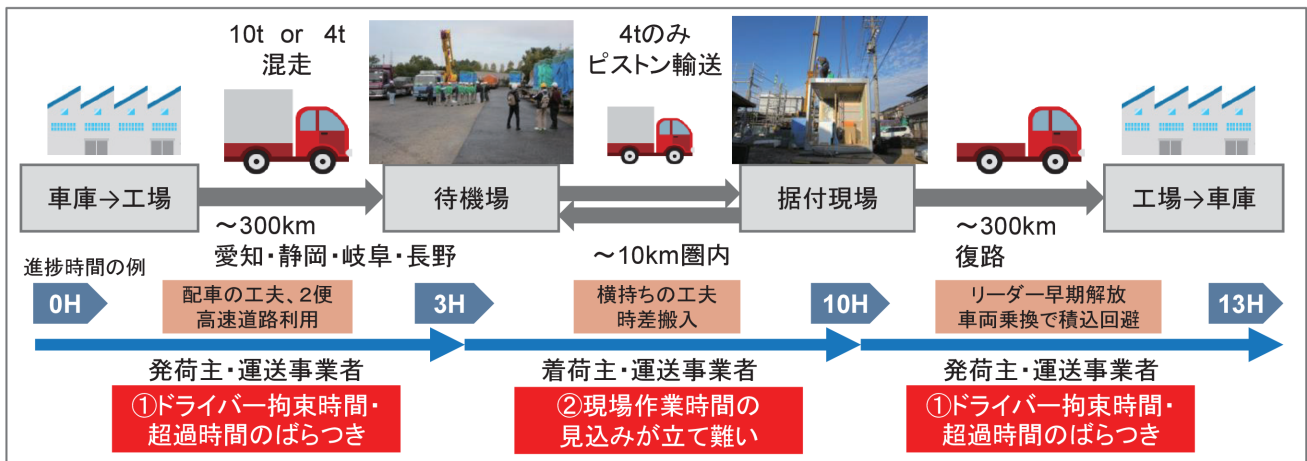 10t or 4t
混走
4tのみ
ピストン輸送
車庫→工場
待機場
据付現場
工場→車庫
～300km
愛知・静岡・岐阜・長野
～10km圏内
～300km
復路
進捗時間の例
0H
配車の工夫、2便
高速道路利用
3H
横持ちの工夫
時差搬入
10H
リーダー早期解放
車両乗換で積込回避
13H
発荷主・運送事業者
着荷主・運送事業者
発荷主・運送事業者
①ドライバー拘束時間・
超過時間のばらつき
②現場作業時間の
見込みが立て難い
①ドライバー拘束時間・
超過時間のばらつき